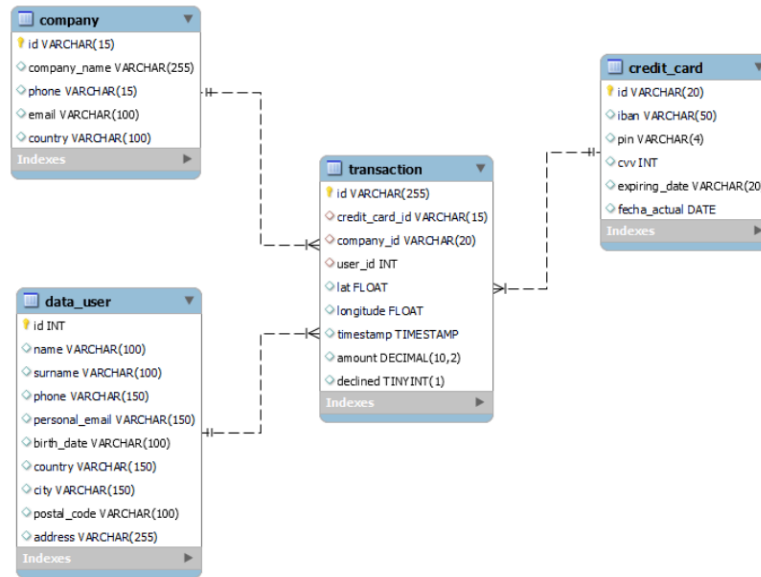 company
id VARCHAR(15)
company_name VARCHAR(255)
phone VARCHAR(15)
email VARCHAR(100)
country VARCHAR(100)
Indexes
credit_card
id VARCHAR(20)
iban VARCHAR(50)
pin VARCHAR(4)
cvv INT
expiring_date VARCHAR(20
fecha_actual DATE
Indexes
transaction
id VARCHAR(255)
credit_card_id VARCHAR(15)
company_id VARCHAR(20)
user_id INT
lat FLOAT
longitude FLOAT
timestamp TIMESTAMP
amount DECIMAL(10,2)
declined TINYINT(1)
Indexes
data_user
id INT
name VARCHAR(100)
surname VARCHAR(100)
phone VARCHAR(150)
personal_email VARCHAR(150)
birth_date VARCHAR(100)
country VARCHAR(150)
city VARCHAR(150)
postal_code VARCHAR(100)
address VARCHAR(255)
Indexes